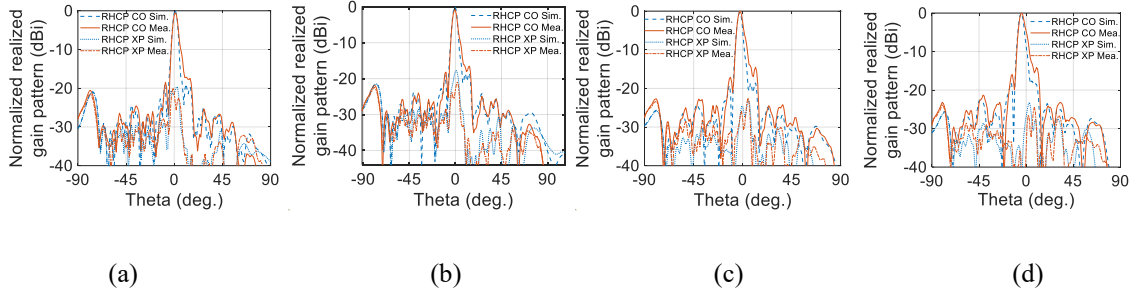 Normalized realized
gain pattern (dBi)
0
-10
-20
-30
-40
RHCP CO Sim.
RHCP CO Mea.
RHCP XP Sim.
RHCP XP Mea.
-90
-45
0
45
90
Theta (deg.)
(a)
Normalized realized
gain pattern (dBi)
0
-10
-20
-30
-40
RHCP CO Sim.
RHCP CO Mea.
RHCP XP Sim.
RHCP XP Mea.
-90
-45
0
45
90
Theta (deg.)
(b)
Normalized realized
gain pattern (dBi)
0
-10
-20
-30
-40
RHCP CO Sim.
RHCP CO Mea.
RHCP XP Sim.
RHCP XP Mea.
-90
-45
0
45
90
Theta (deg.)
(c)
Normalized realized
gain pattern (dBi)
0
-10
-20
-30
-40
RHCP CO Sim.
RHCP CO Mea.
RHCP XP Sim.
RHCP XP Mea.
-90
-45
0
45
90
Theta (deg.)
(d)